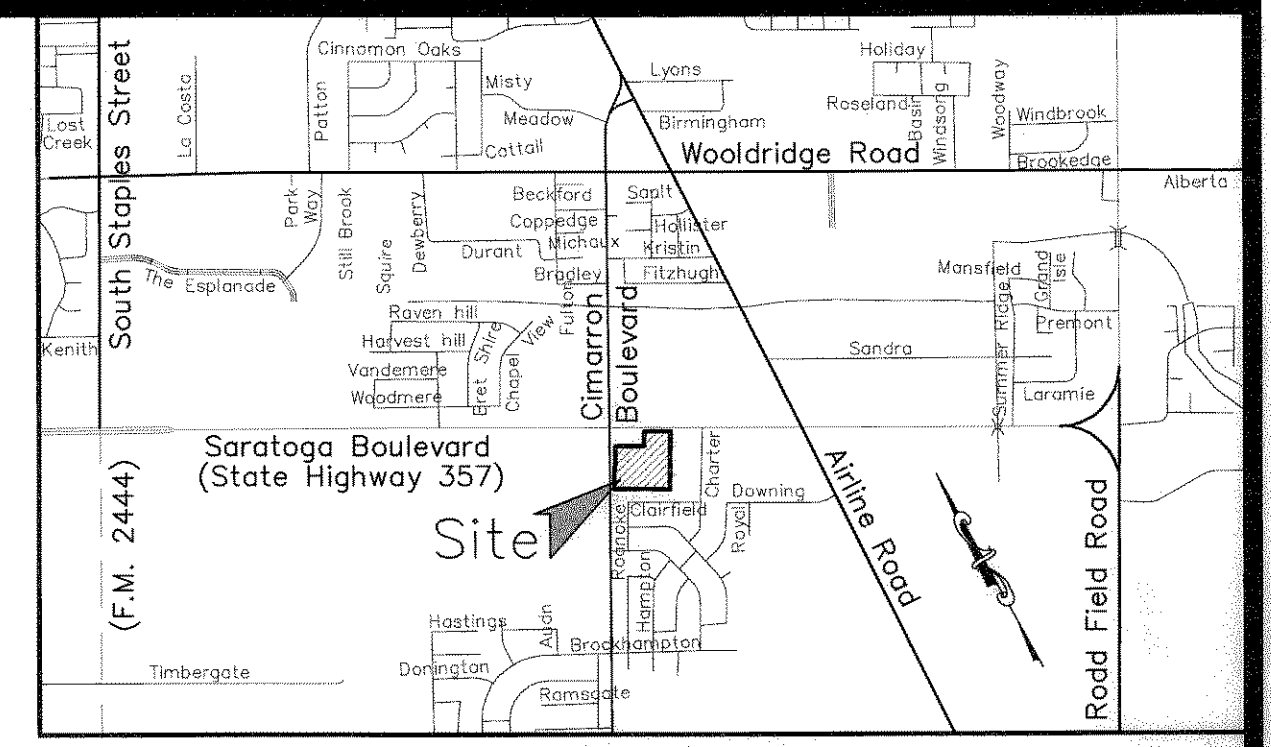 Cinnamon Oaks
Lyons
Holiday
Misty
Meadow
La Costa
Patton
Lost
Creek
Birmingham
Roseland
Basin
Windsong
Woodway
Windbrook
Cattail
Wooldridge Road
Brookedge
South Staples Street
Alberta
Park
Way
Still Brook
Squire
Dewberry
Beckford
Sault
Coppedge
Hollister
Michaux
Kristin
Durant
Bradley
Fitzhugh
The Esplanade
Mansfield
Grand
Isle
Summer Ridge
Premont
Raven hill
Fulton
Cimarron
Boulevard
Harvest hill
Kenith
Bret Shire
Chapel View
Sandra
Vandemere
Woodmere
Laramie
Saratoga Boulevard
(State Highway 357)
(F.M. 2444)
Charter
Downing
Airline Road
Site
Roanoke
Clairfield
Royal
Rodd Field Road
Hampton
Hastings
Brockhampton
Timbergate
Donington
Ramsgate